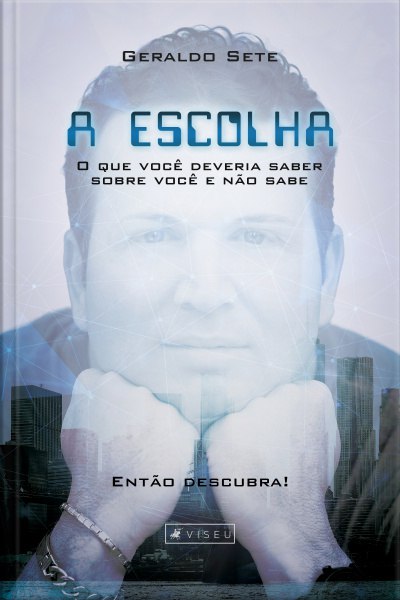 Geraldo Sete
A ESCOLHA
O que você deveria saber
sobre você e não sabe
Então descubra!
VISEU